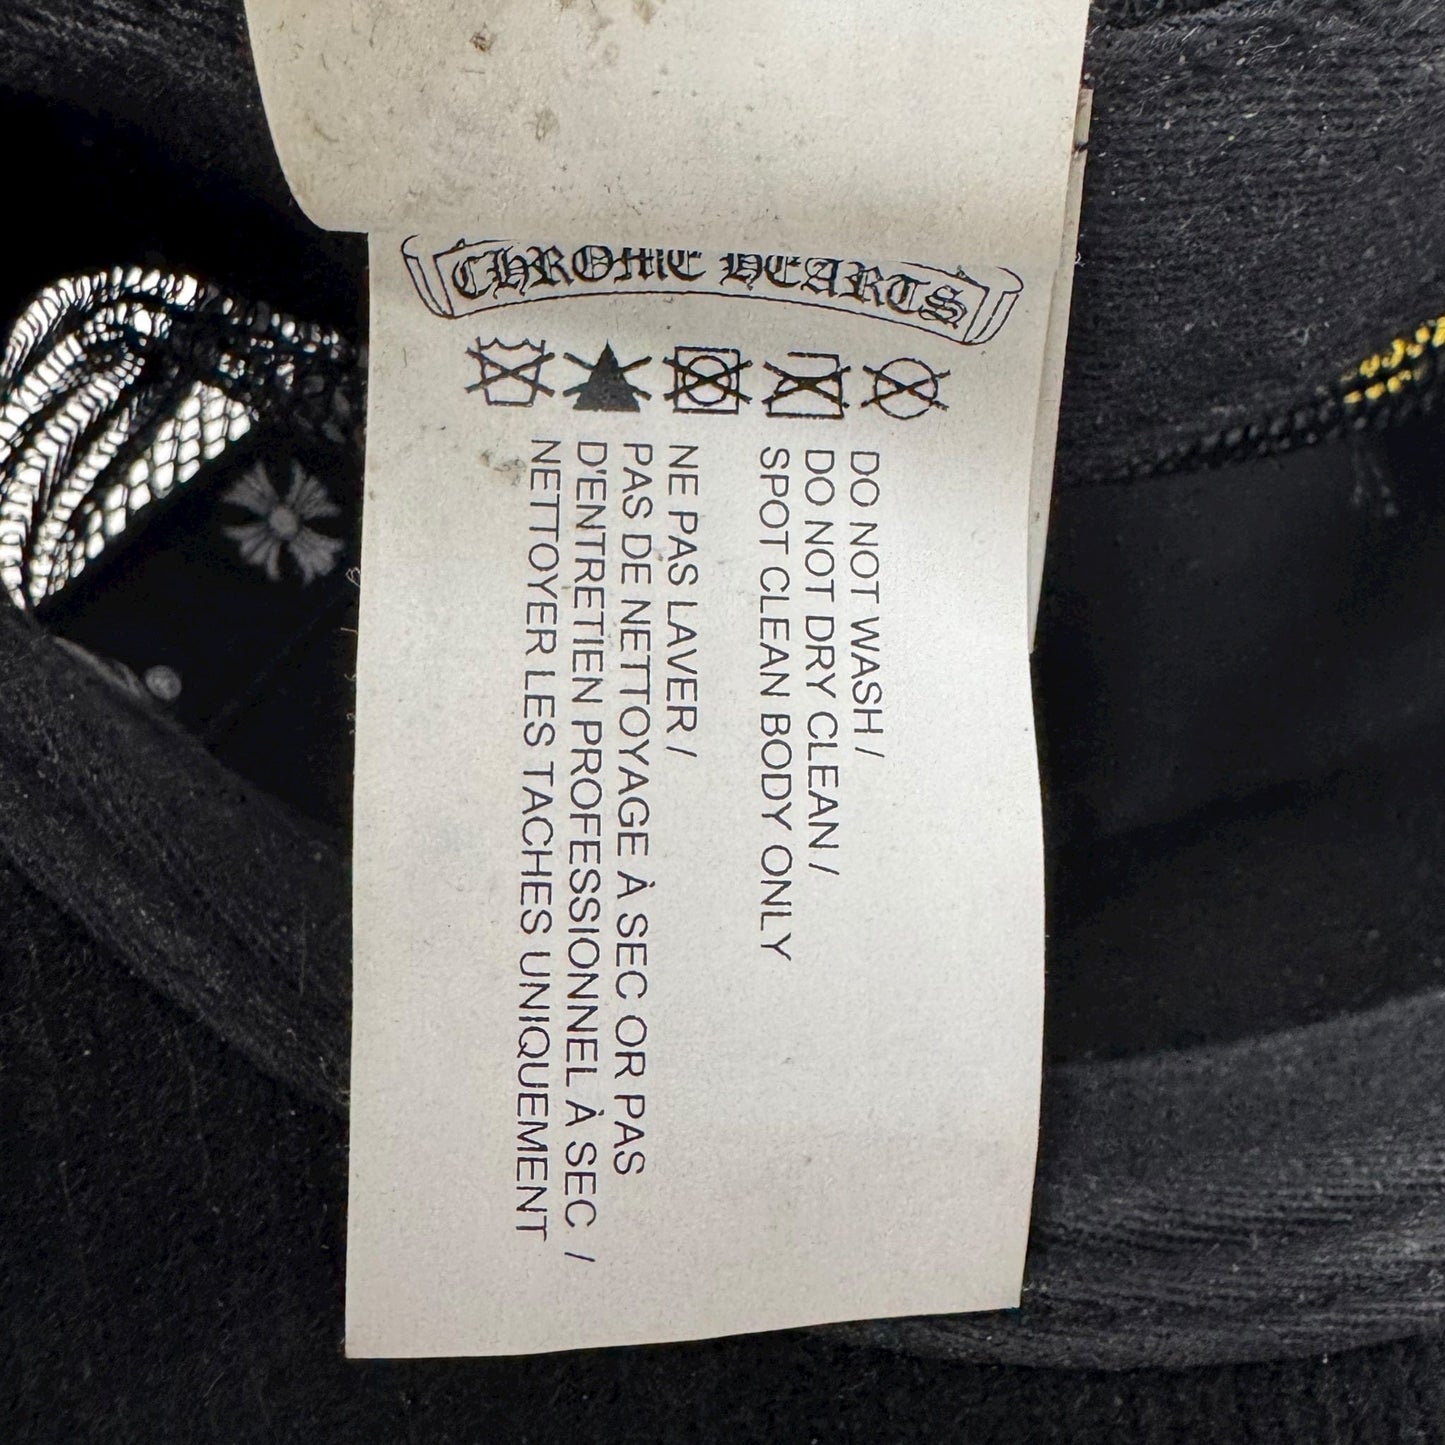 CHROME HEARTS
DO NOT WASH /
DO NOT DRY CLEAN /
SPOT CLEAN BODY ONLY
NE PAS LAVER /
PAS DE NETTOYAGE À SEC OR PAS
D'ENTRETIEN PROFESSIONNEL À SEC /
NETTOYER LES TACHES UNIQUEMENT